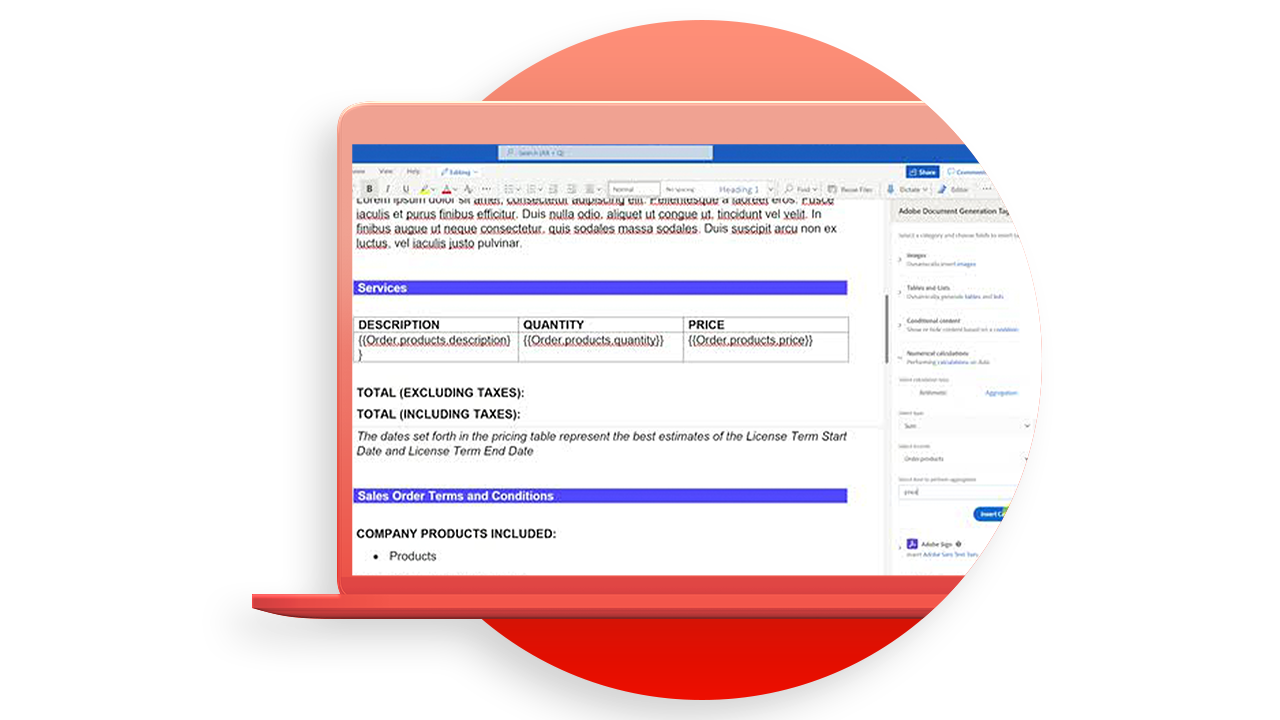 Search (Alt + Q)
View Help Editing Share Comments
B I U A Normal No Spacing Heading 1 Find Reuse Files Dictate Editor
Lorem ipsum dolor sit amet, consectetur adipiscing elit. Pellentesque a laoreet eros. Fusce
iaculis et purus finibus efficitur. Duis nulla odio, aliquet ut congue ut, tincidunt vel velit. In
finibus augue ut neque consectetur, quis sodales massa sodales. Duis suscipit arcu non ex
luctus, vel iaculis justo pulvinar.
Services
DESCRIPTION QUANTITY PRICE
{{Order.products.description} {{Order.products.quantity}} {{Order.products.price}}
}
TOTAL (EXCLUDING TAXES):
TOTAL (INCLUDING TAXES):
The dates set forth in the pricing table represent the best estimates of the License Term Start
Date and License Term End Date
Sales Order Terms and Conditions
COMPANY PRODUCTS INCLUDED:
• Products
Adobe Document Generation Tag
Select a category and choose fields to insert
Images
Dynamically insert images
Tables and Lists
Dynamically generate tables and lists
Conditional content
Show or hide content based on a condition
Numerical calculations
Performing calculations on data
Select calculation type
Arithmetic Aggregation
Select type
Sum
Select records
Order.products
Select item to perform aggregation
price
Insert
Adobe Sign
Insert Adobe Sign Text